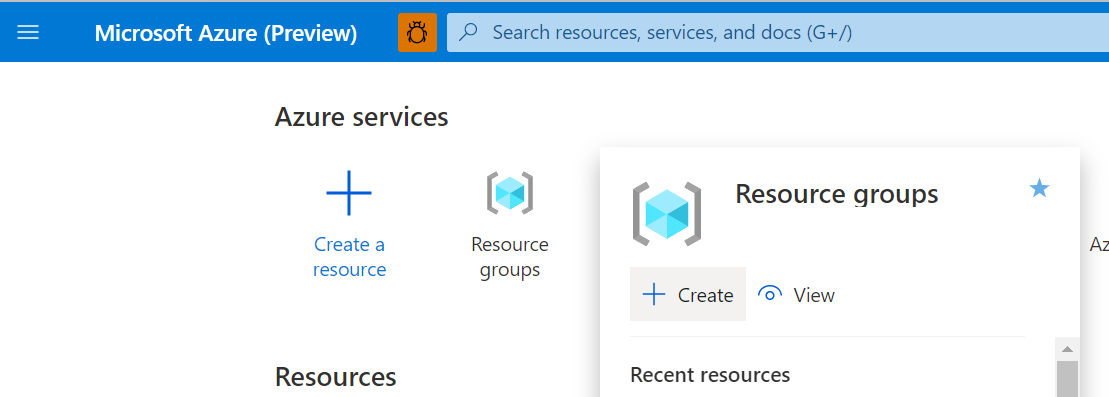 Microsoft Azure (Preview)
Search resources, services, and docs (G+/)
Azure services
Create a
resource
Resource
groups
Resource groups
Create
View
Az
Resources
Recent resources